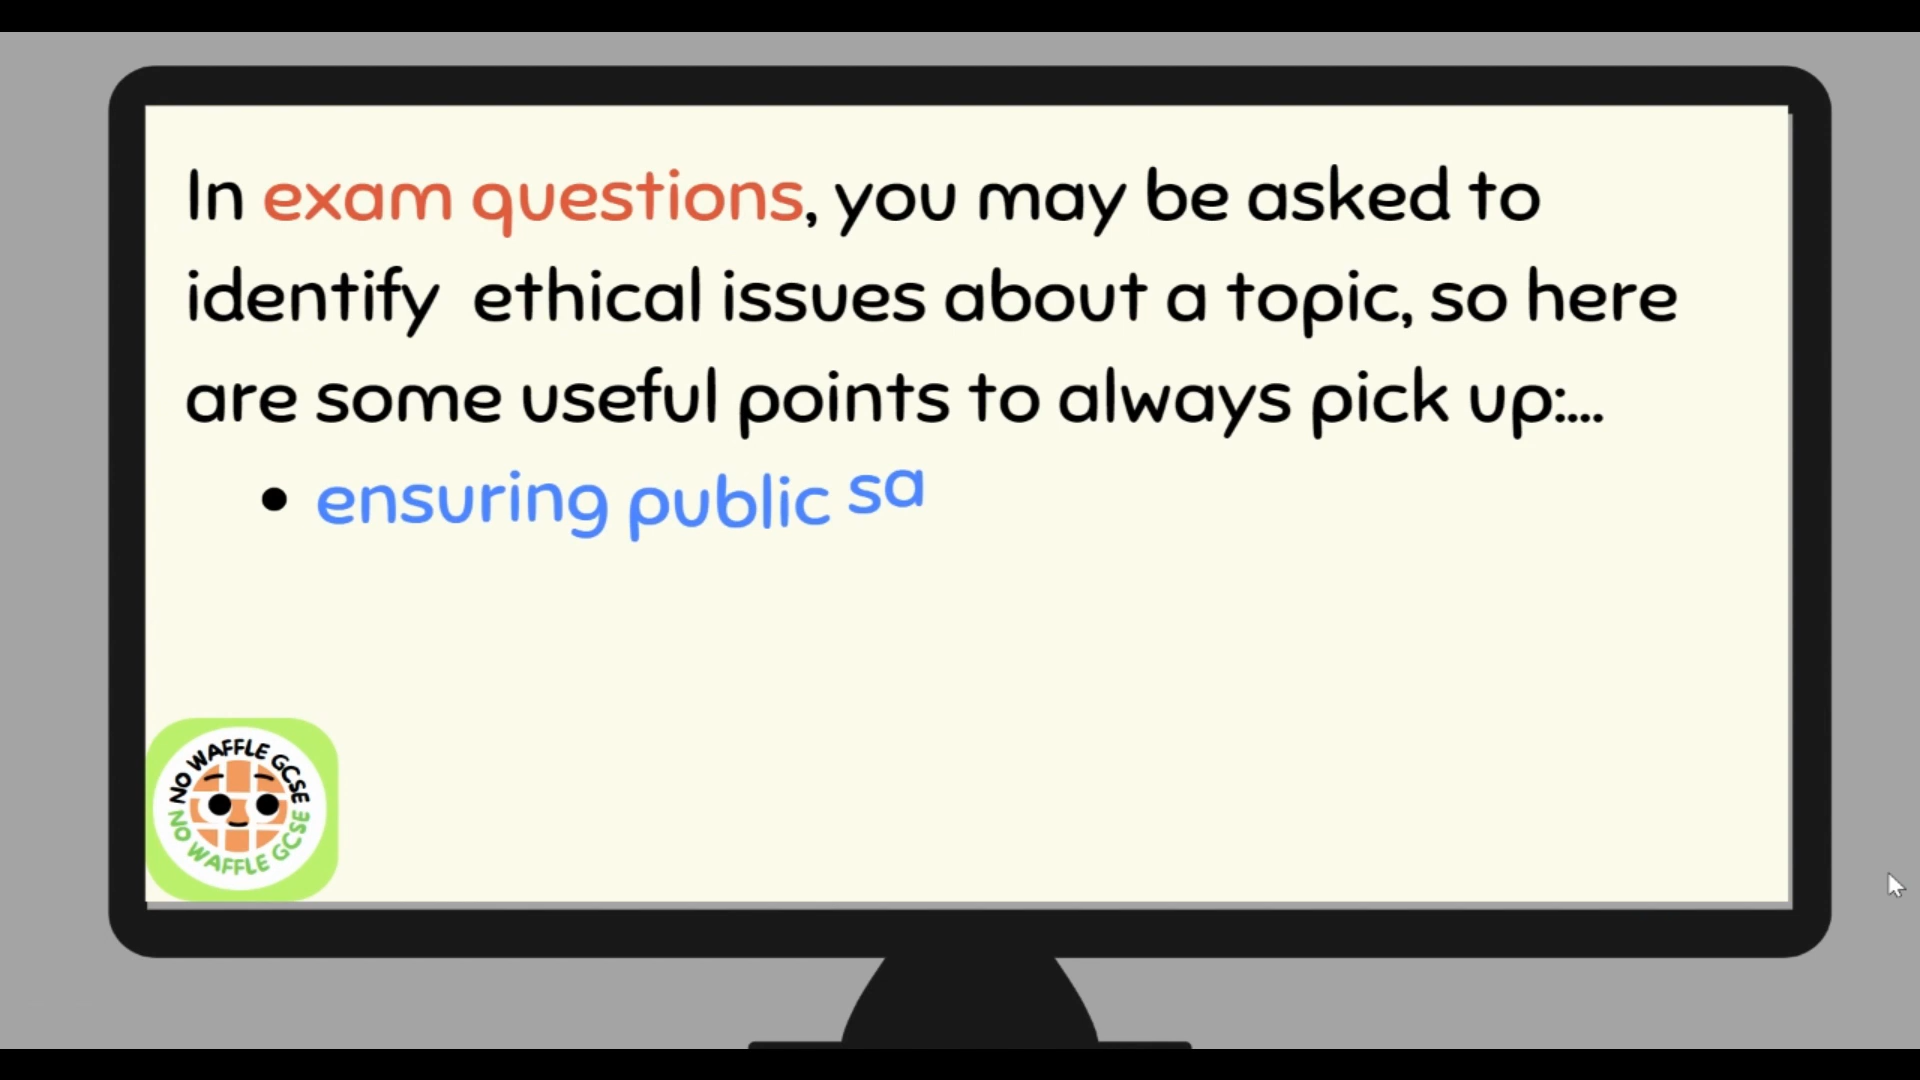 In exam questions, you may be asked to
identify ethical issues about a topic, so here
are some useful points to always pick up:...
• ensuring public sa
NO WAFFLE GCSE
NO WAFFLE GCSE